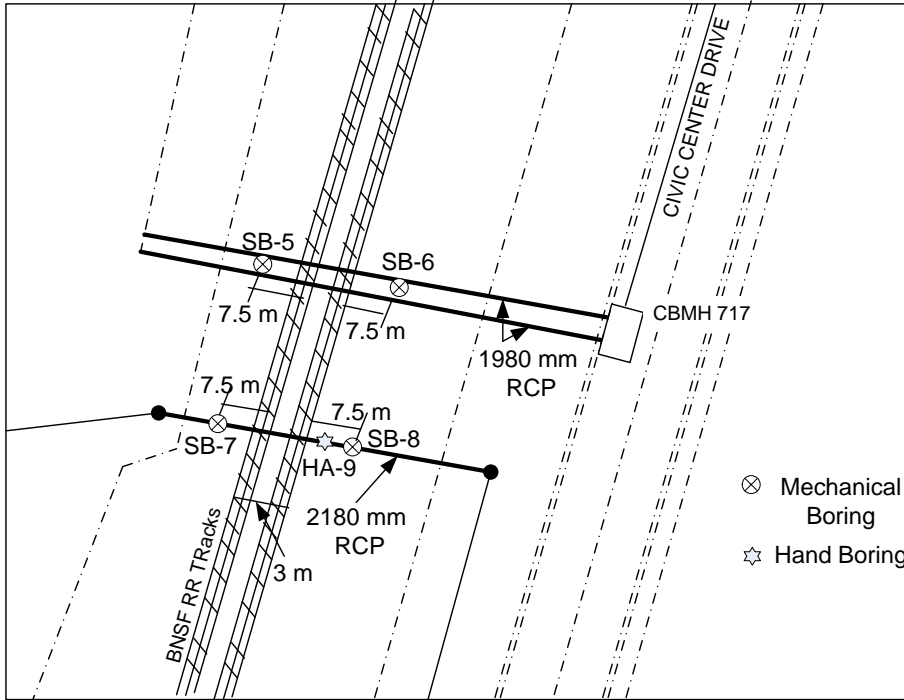 CIVIC CENTER DRIVE
SB-5
SB-6
7.5 m
7.5 m
CBMH 717
1980 mm
RCP
7.5 m
7.5 m
SB-7
SB-8
HA-9
2180 mm
RCP
3 m
BNSF RR TRacks
Mechanical
Boring
Hand Boring